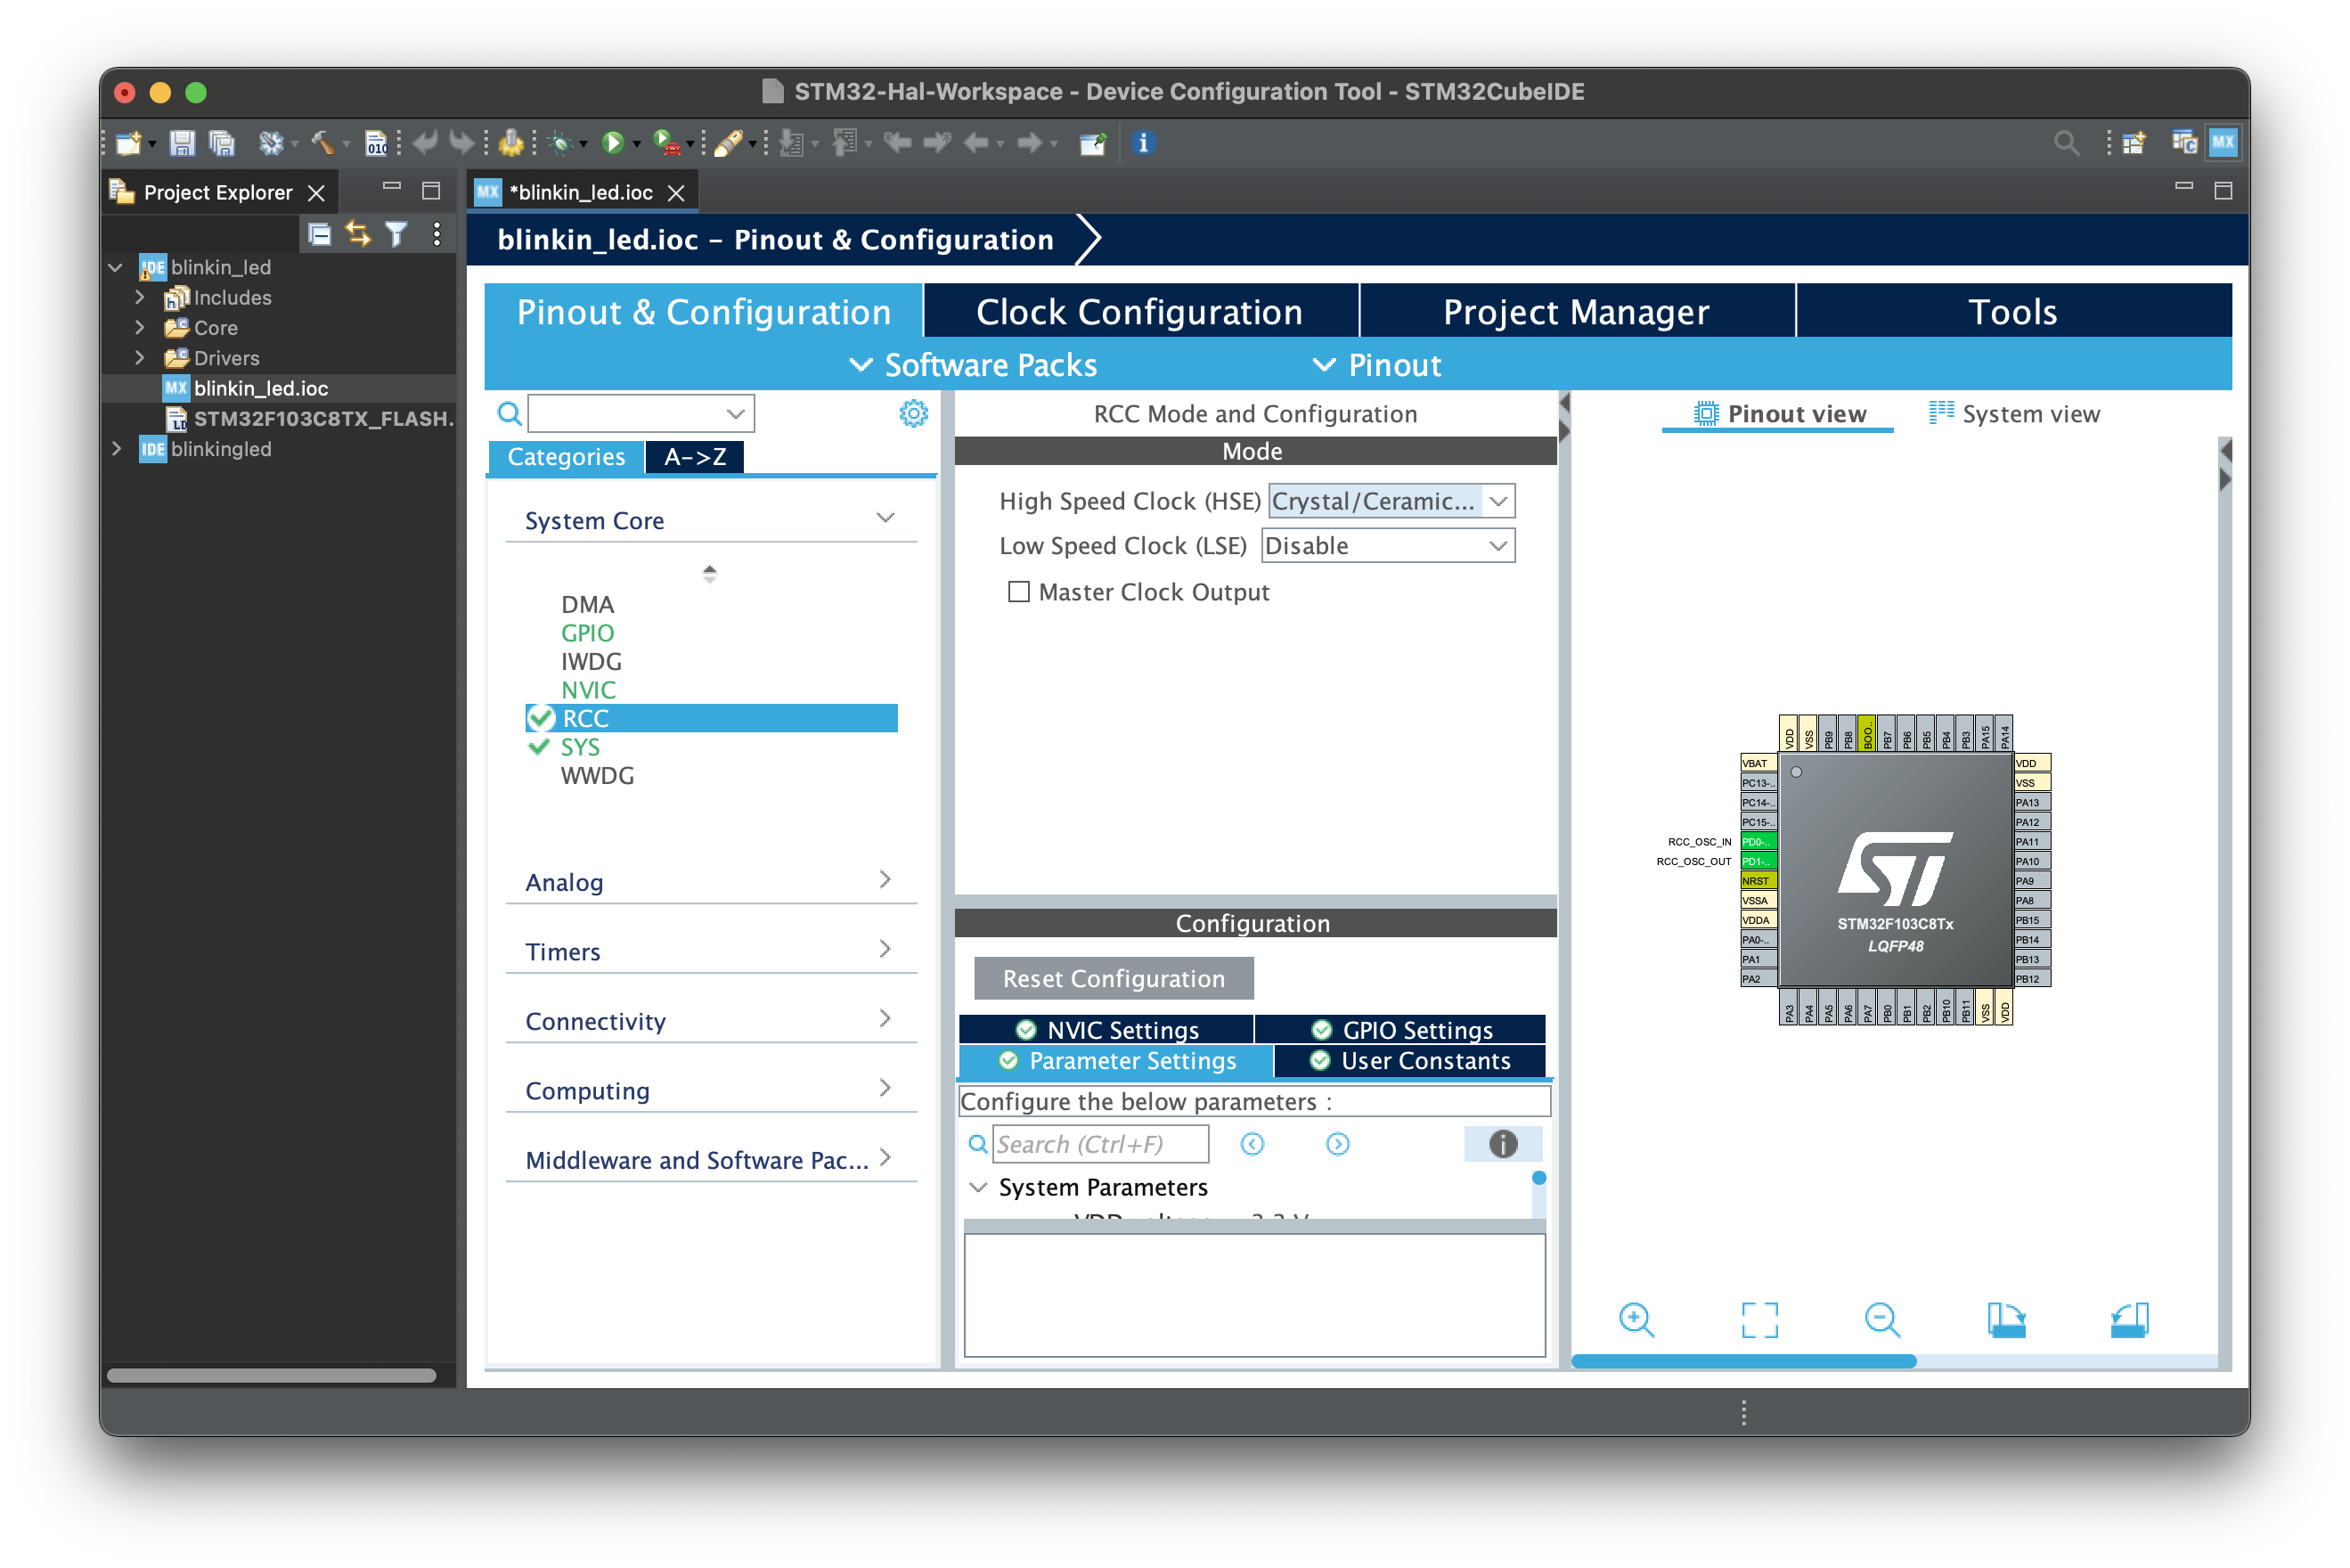 STM32-Hal-Workspace - Device Configuration Tool - STM32CubeIDE
010
MX
Project Explorer
MX *blinkin_led.ioc
blinkin_led.ioc – Pinout & Configuration
IDE blinkin_led
Includes
Core
Drivers
MX blinkin_led.ioc
STM32F103C8TX_FLASH.
IDE blinkingled
Pinout & Configuration
Clock Configuration
Project Manager
Tools
Software Packs
Pinout
Categories
A->Z
System Core
DMA
GPIO
IWDG
NVIC
RCC
SYS
WWDG
Analog
Timers
Connectivity
Computing
Middleware and Software Pac...
RCC Mode and Configuration
Mode
High Speed Clock (HSE) Crystal/Ceramic...
Low Speed Clock (LSE) Disable
Master Clock Output
Configuration
Reset Configuration
NVIC Settings
GPIO Settings
Parameter Settings
User Constants
Configure the below parameters :
Search (Ctrl+F)
System Parameters
Pinout view
System view
VDD
VSS
PB9
PB8
BOO..
PB7
PB6
PB5
PB4
PB3
PA15
PA14
VBAT
PC13-..
PC14-..
PC15-..
RCC_OSC_IN PD0-..
RCC_OSC_OUT PD1-..
NRST
VSSA
VDDA
PA0-..
PA1
PA2
ST
STM32F103C8Tx
LQFP48
VDD
VSS
PA13
PA12
PA11
PA10
PA9
PA8
PB15
PB14
PB13
PB12
PA3
PA4
PA5
PA6
PA7
PB0
PB1
PB2
PB10
PB11
VSS
VDD